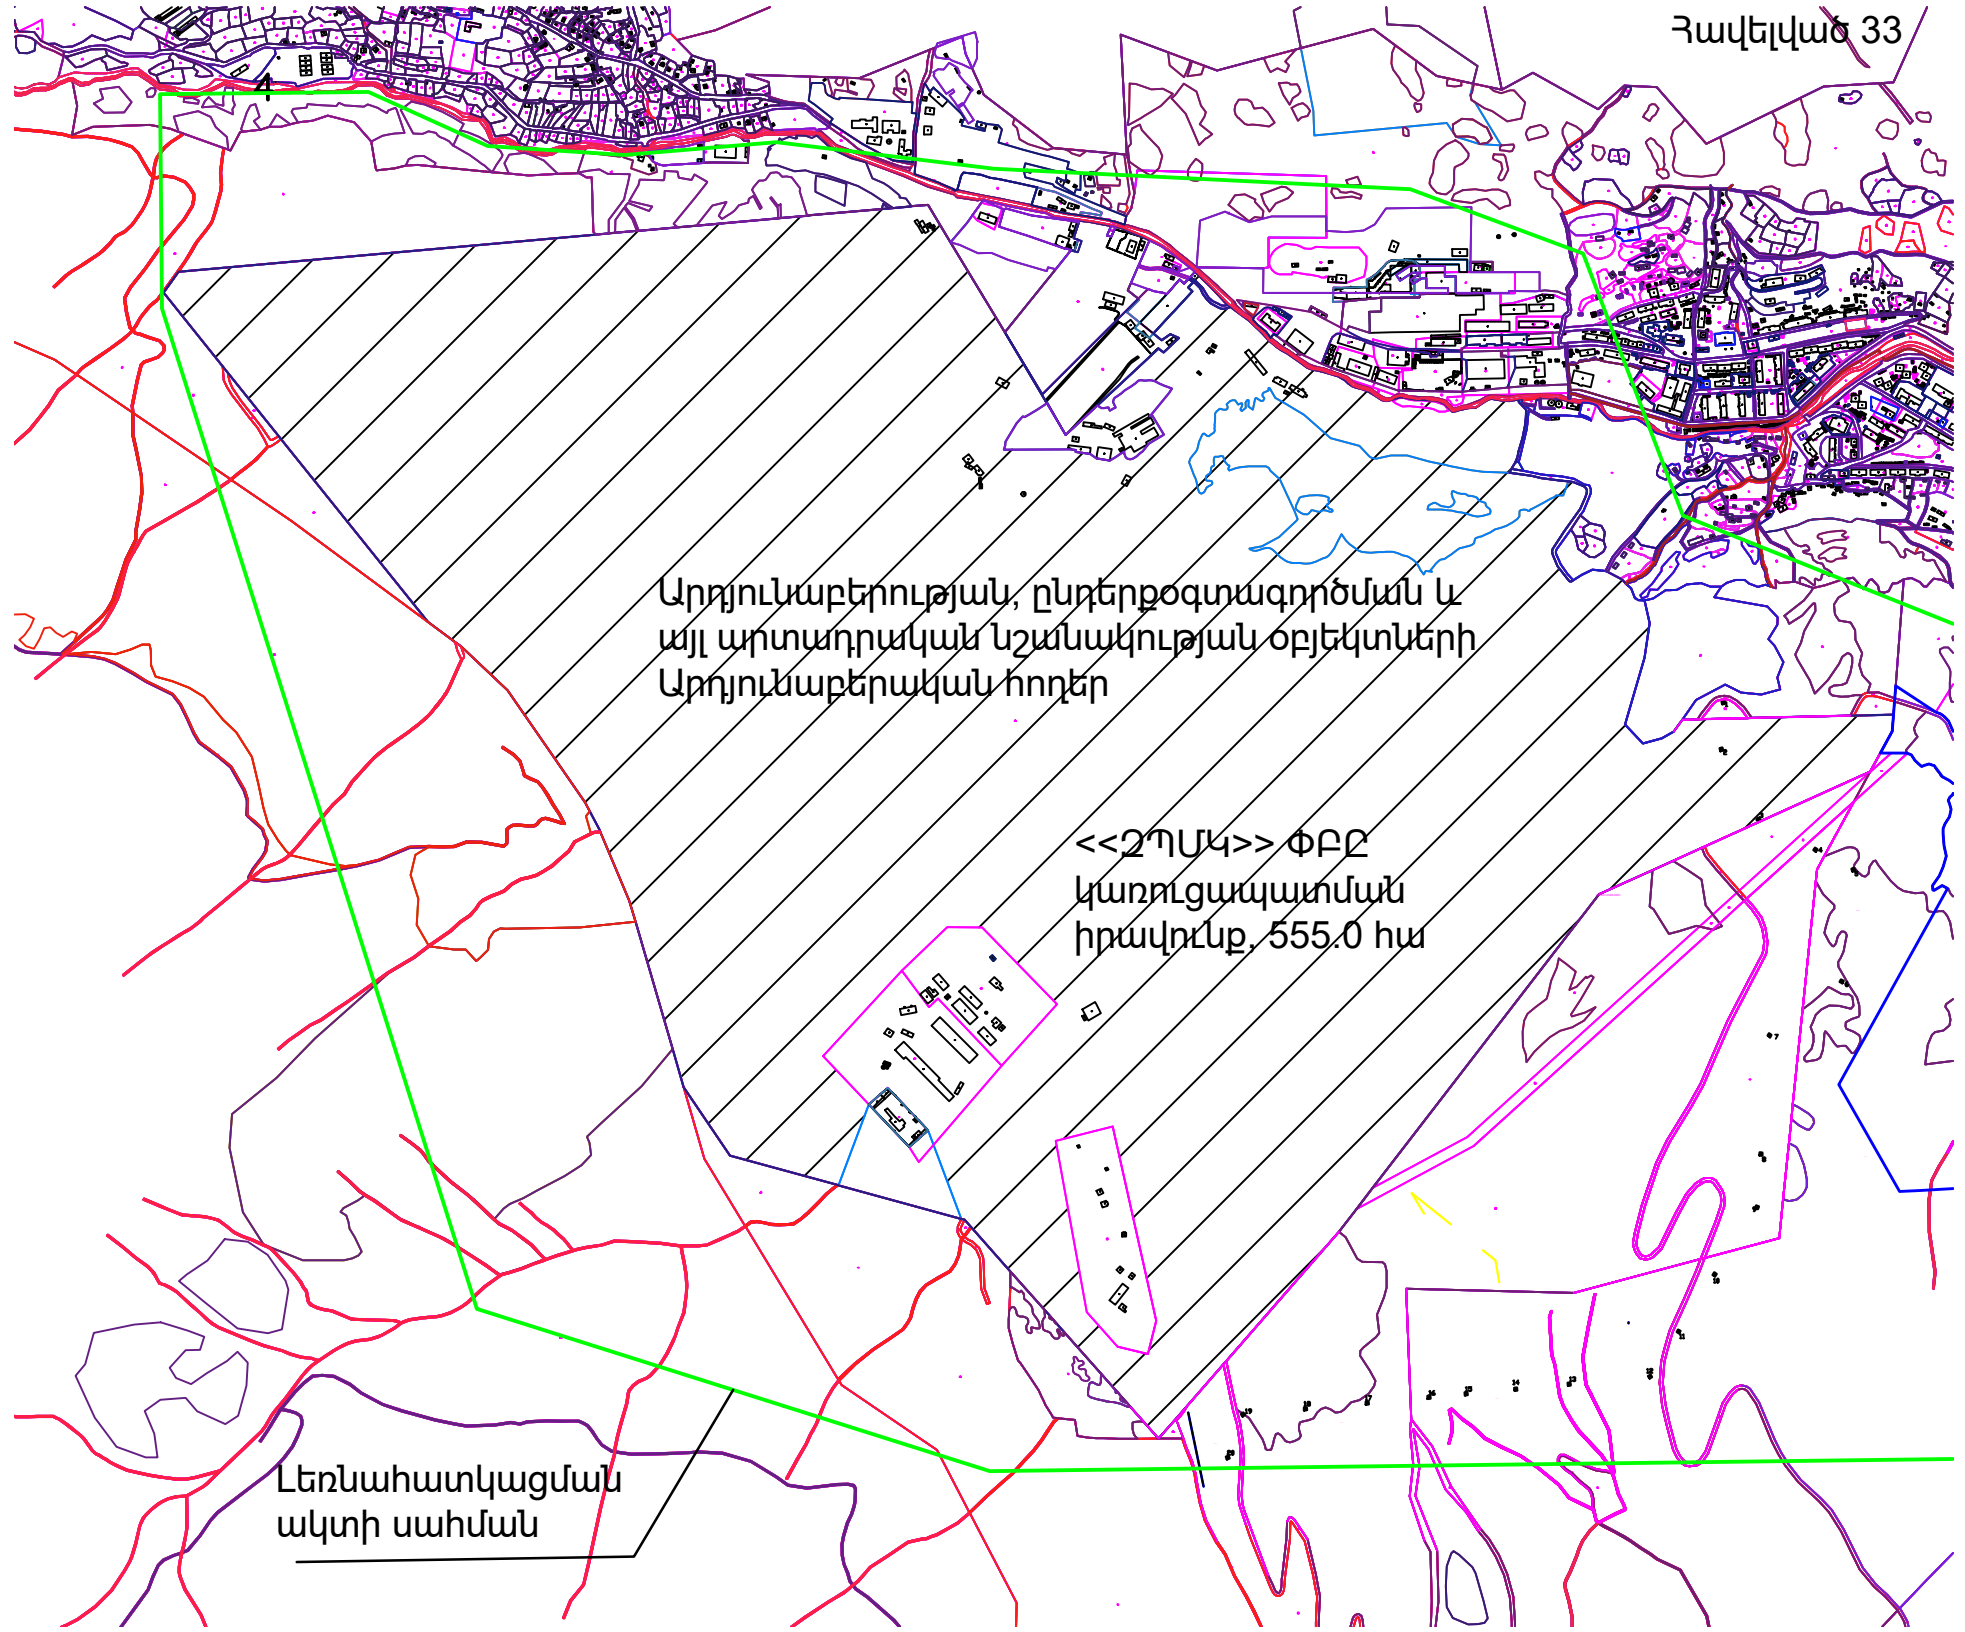 Հավելված 33
4
Արդյունաբերության, ընդերքօգտագործման և
այլ արտադրական նշանակության օբյեկտների
Արդյունաբերական հողեր
<<ԶՊՄԿ>> ՓԲԸ
կառուցապատման
իրավունք, 555.0 հա
Լեռնահատկացման
ակտի սահման